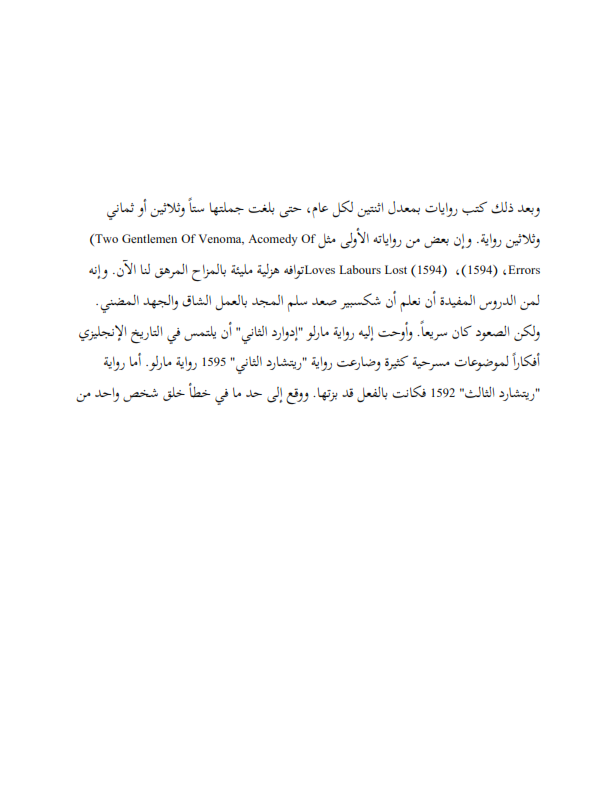 وبعد ذلك كتب روايات بمعدل اثنتين لكل عام، حتى بلغت جملتها ستاً وثلاثين أو ثماني
وثلاثين رواية. وإن بعض من رواياته الأولى مثل Two Gentlemen Of Venoma, Acomedy Of)
Errors، (1594)، Loves Labours Lost (1594)توافه هزلية مليئة بالمزاح المرهق لنا الآن. وإنه
لمن الدروس المفيدة أن نعلم أن شكسبير صعد سلم المجد بالعمل الشاق والجهد المضني.
ولكن الصعود كان سريعاً. وأوحت إليه رواية مارلو "إدوارد الثاني" أن يلتمس في التاريخ الإنجليزي
أفكاراً لموضوعات مسرحية كثيرة وضارعت رواية "ريتشارد الثاني" 1595 رواية مارلو. أما رواية
"ريتشارد الثالث" 1592 فكانت بالفعل قد بزتها. ووقع إلى حد ما في خطأ خلق شخص واحد من